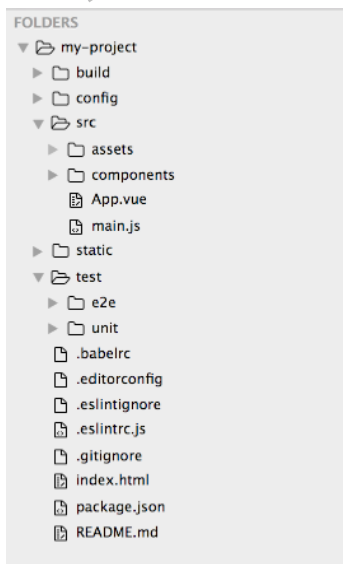 FOLDERS
my-project
build
config
src
assets
components
App.vue
main.js
static
test
e2e
unit
.babelrc
.editorconfig
.eslintignore
.eslintrc.js
.gitignore
index.html
package.json
README.md